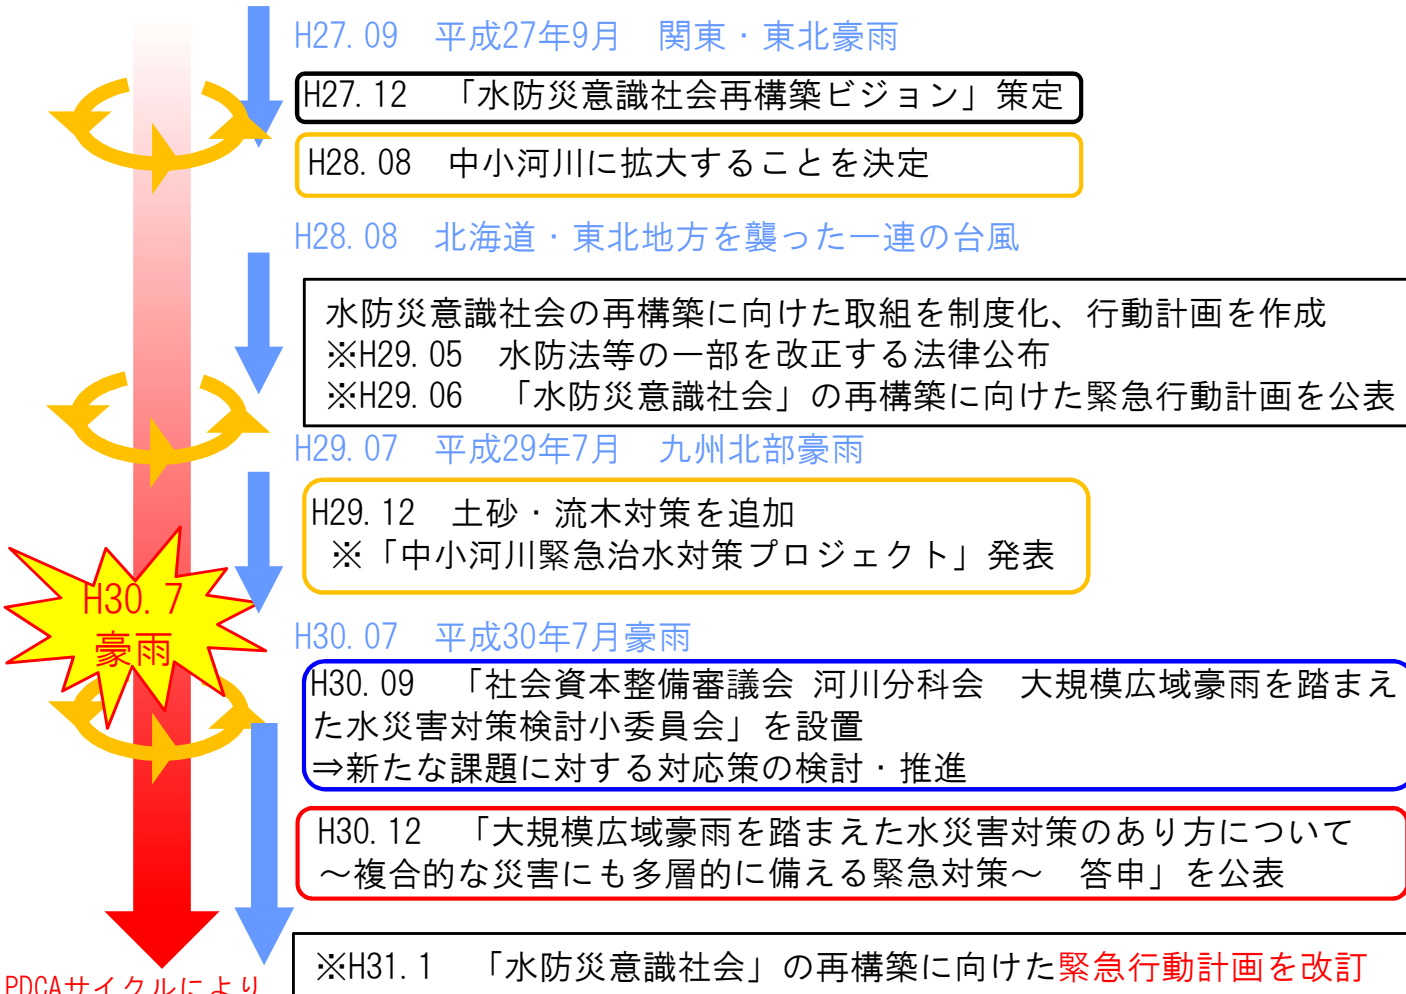 H27.09　平成27年9月　関東・東北豪雨
H27.12　「水防災意識社会再構築ビジョン」策定
H28.08　中小河川に拡大することを決定
H28.08　北海道・東北地方を襲った一連の台風
水防災意識社会の再構築に向けた取組を制度化、行動計画を作成
※H29.05　水防法等の一部を改正する法律公布
※H29.06　「水防災意識社会」の再構築に向けた緊急行動計画を公表
H29.07　平成29年7月　九州北部豪雨
H29.12　土砂・流木対策を追加
※「中小河川緊急治水対策プロジェクト」発表
H30.7
豪雨
H30.07　平成30年7月豪雨
H30.09　「社会資本整備審議会 河川分科会　大規模広域豪雨を踏まえ
た水災害対策検討小委員会」を設置
⇒新たな課題に対する対応策の検討・推進
H30.12　「大規模広域豪雨を踏まえた水災害対策のあり方について
～複合的な災害にも多層的に備える緊急対策～　答申」を公表
※H31.1　「水防災意識社会」の再構築に向けた緊急行動計画を改訂
PDCAサイクルにより